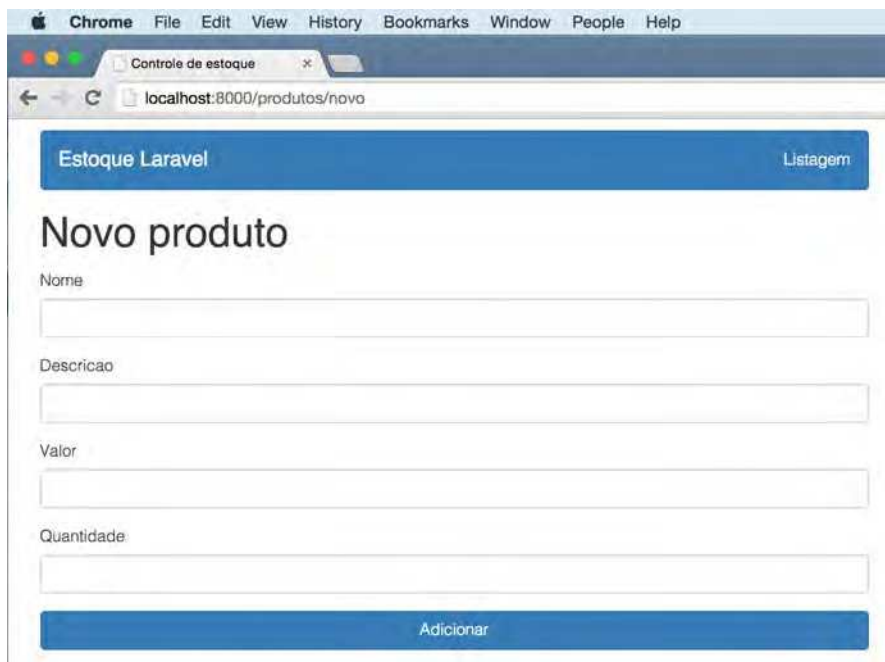 Chrome File Edit View History Bookmarks Window People Help
Controle de estoque ×
localhost:8000/produtos/novo
Estoque Laravel Listagem
Novo produto
Nome
Descricao
Valor
Quantidade
Adicionar